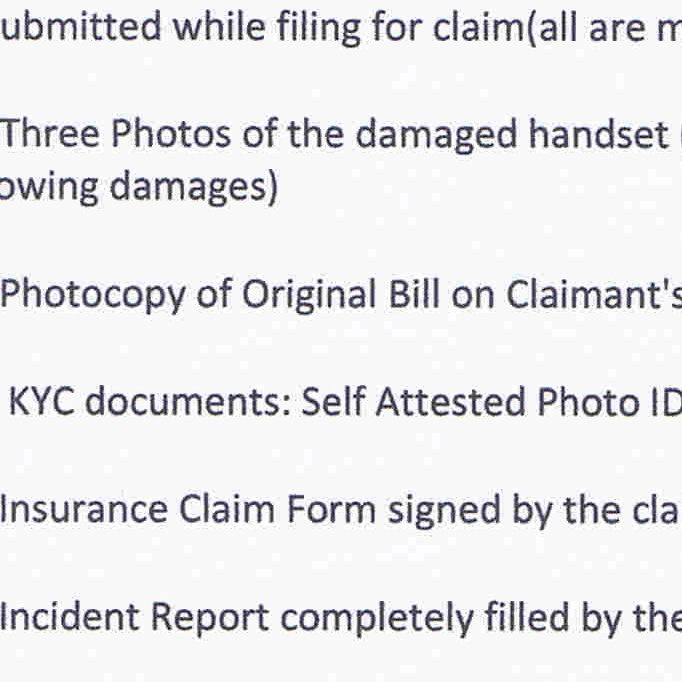 ubmitted while filing for claim(all are m
Three Photos of the damaged handset (
owing damages)
Photocopy of Original Bill on Claimant's
KYC documents: Self Attested Photo ID
Insurance Claim Form signed by the cla
Incident Report completely filled by the